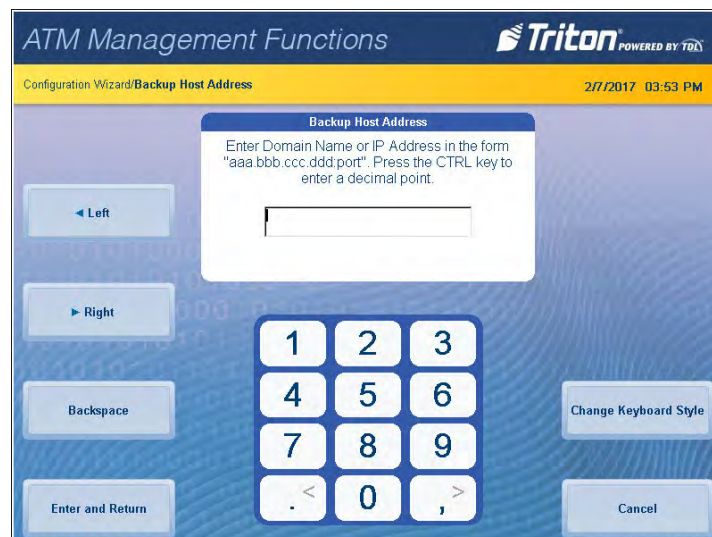 ATM Management Functions
Triton® POWERED BY TDL
Configuration Wizard/Backup Host Address
2/7/2017 03:53 PM
Backup Host Address
Enter Domain Name or IP Address in the form
"aaa.bbb.ccc.ddd:port". Press the CTRL key to
enter a decimal point.
◄ Left
► Right
1 2 3
4 5 6
Backspace
Change Keyboard Style
7 8 9
. < 0 , >
Enter and Return
Cancel